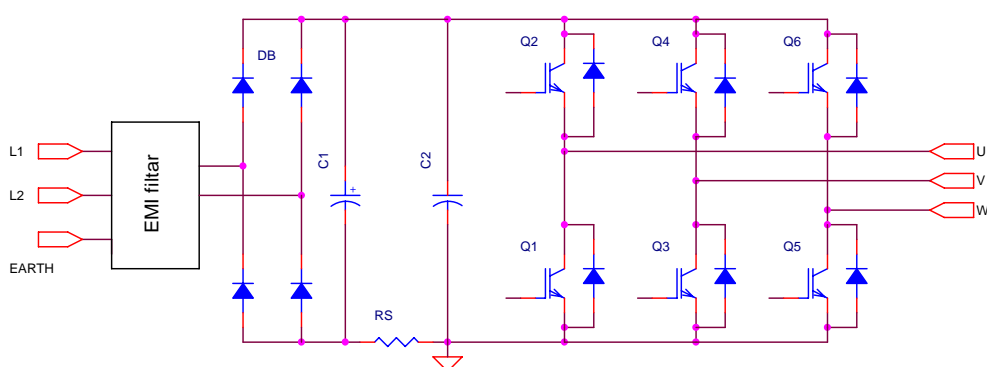 Q2
Q4
Q6
DB
L1
L2
EARTH
EMI filtar
C1
+
C2
U
V
W
Q1
Q3
Q5
RS